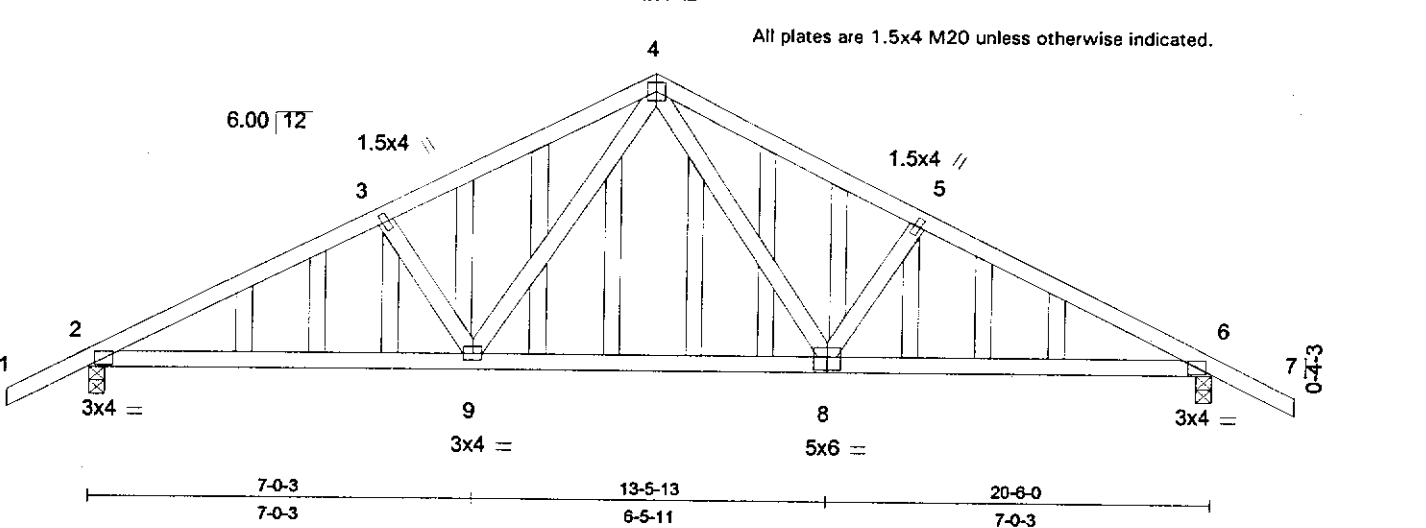 All plates are 1.5x4 M20 unless otherwise indicated.
4
6.00 12
1.5x4 \\
1.5x4 //
3
5
2
6
1
7
0-4-3
3x4 =
9
8
3x4 =
3x4 =
5x6 =
7-0-3
13-5-13
20-6-0
7-0-3
6-5-11
7-0-3